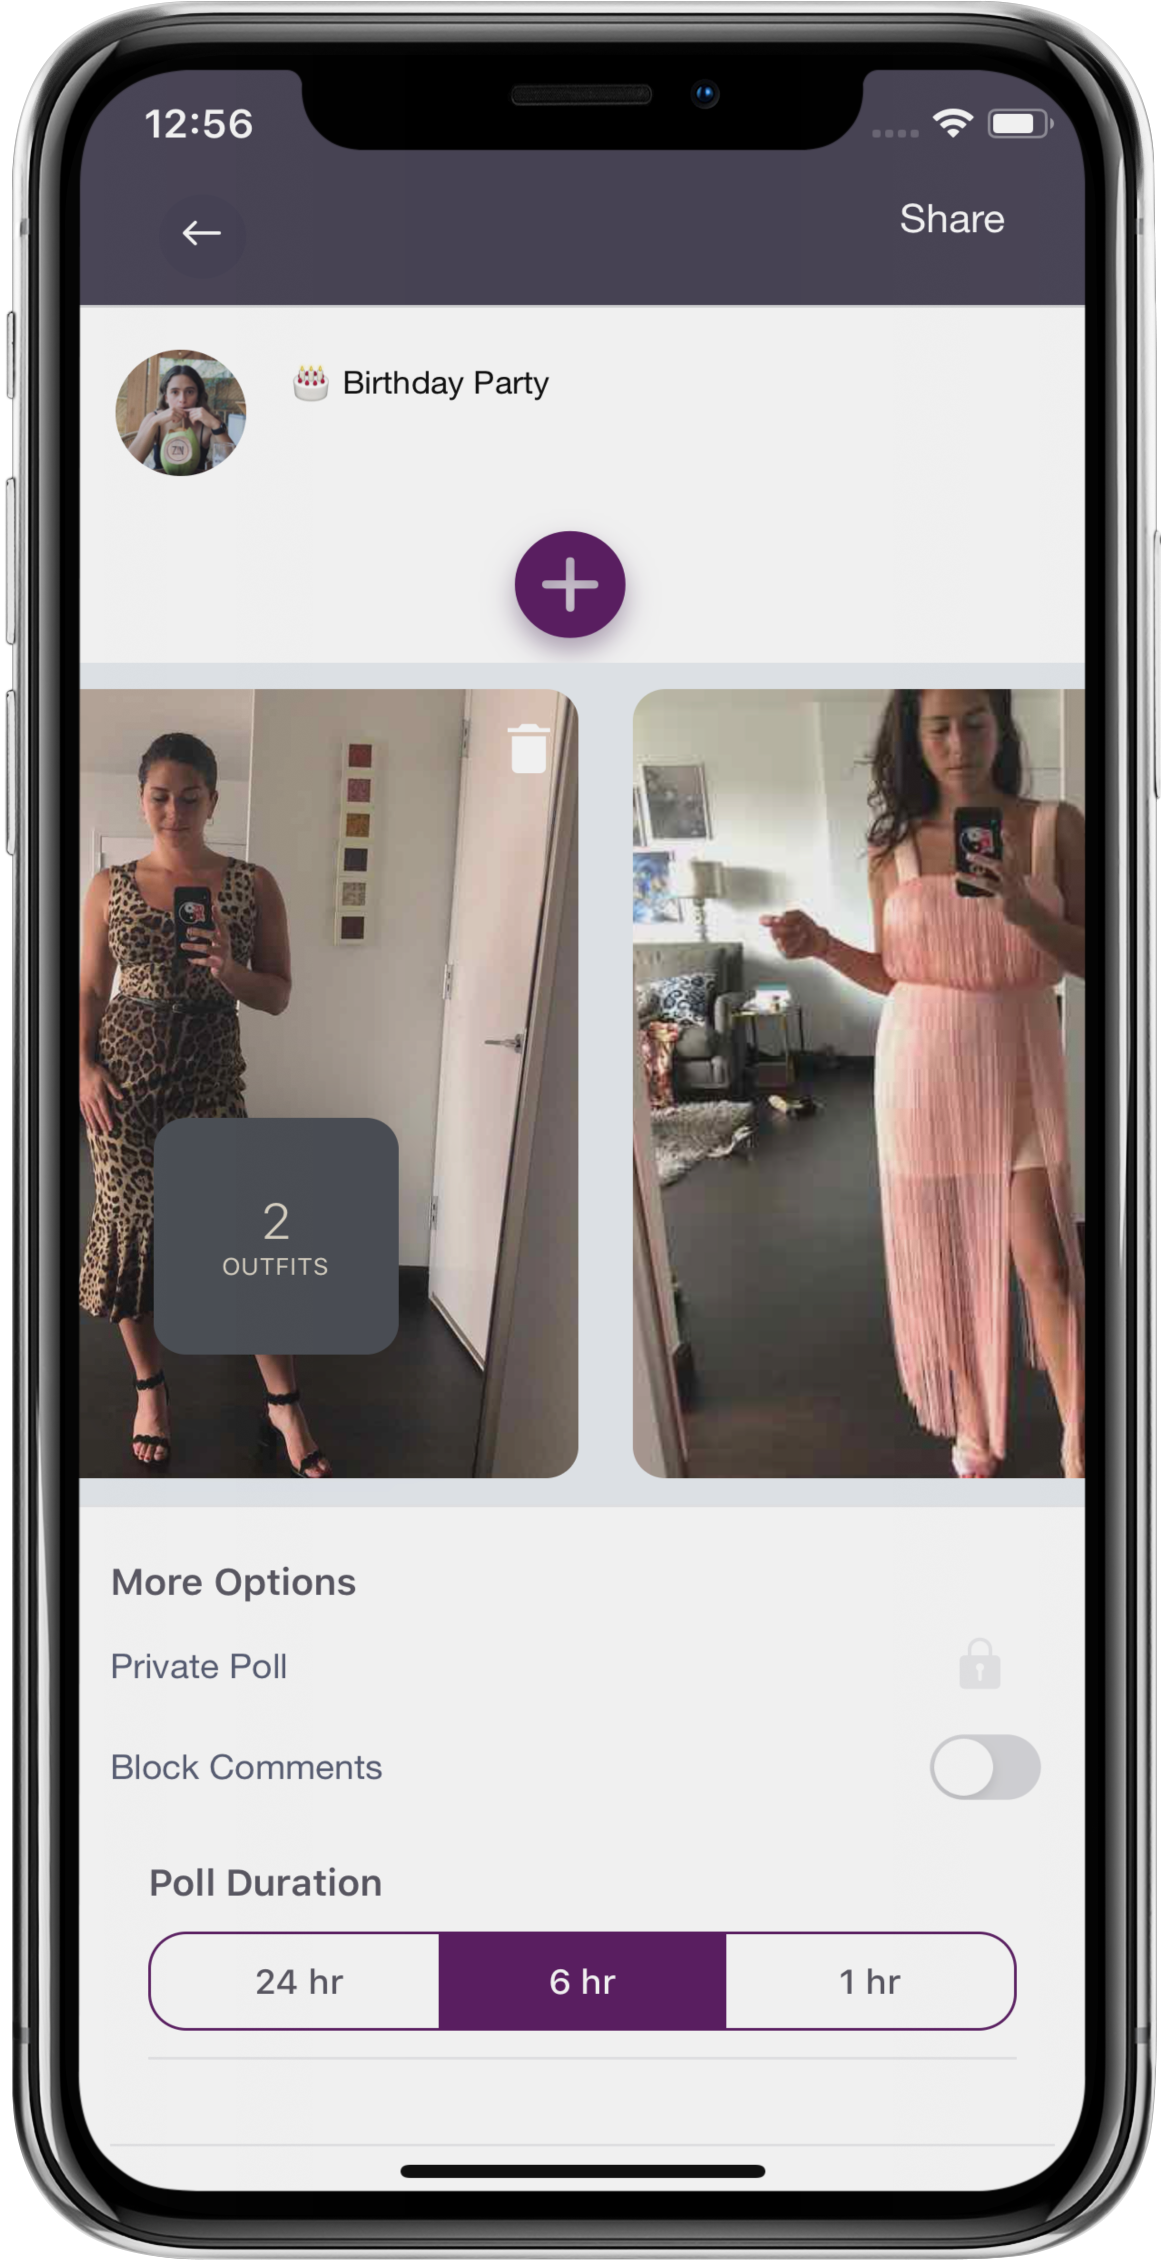 12:56
Share
Birthday Party
2
OUTFITS
More Options
Private Poll
Block Comments
Poll Duration
24 hr
6 hr
1 hr